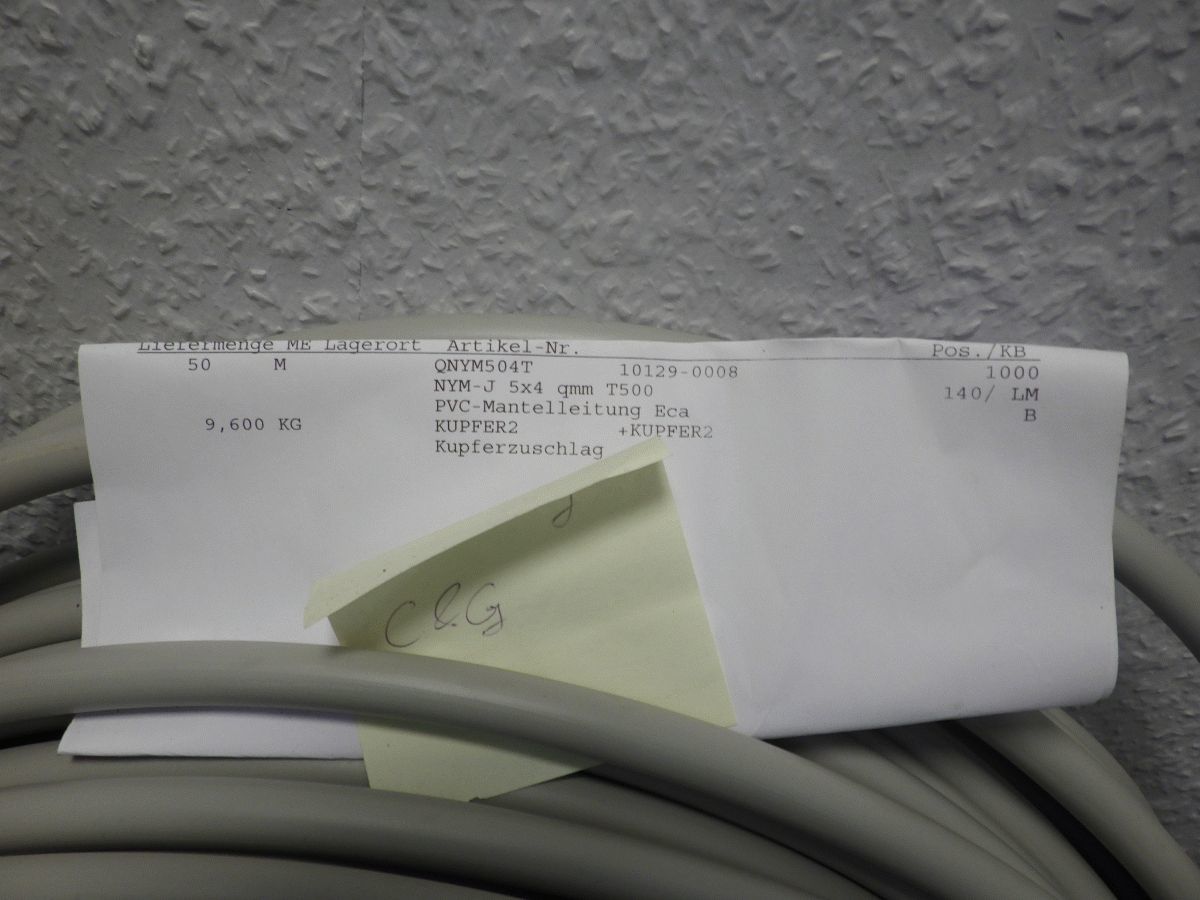 Liefermenge ME Lagerort Artikel-Nr. Pos./KB
50 M QNYM504T 10129-0008 1000
NYM-J 5x4 qmm T500 140/ LM
PVC-Mantelleitung Eca B
9,600 KG KUPFER2 +KUPFER2
Kupferzuschlag